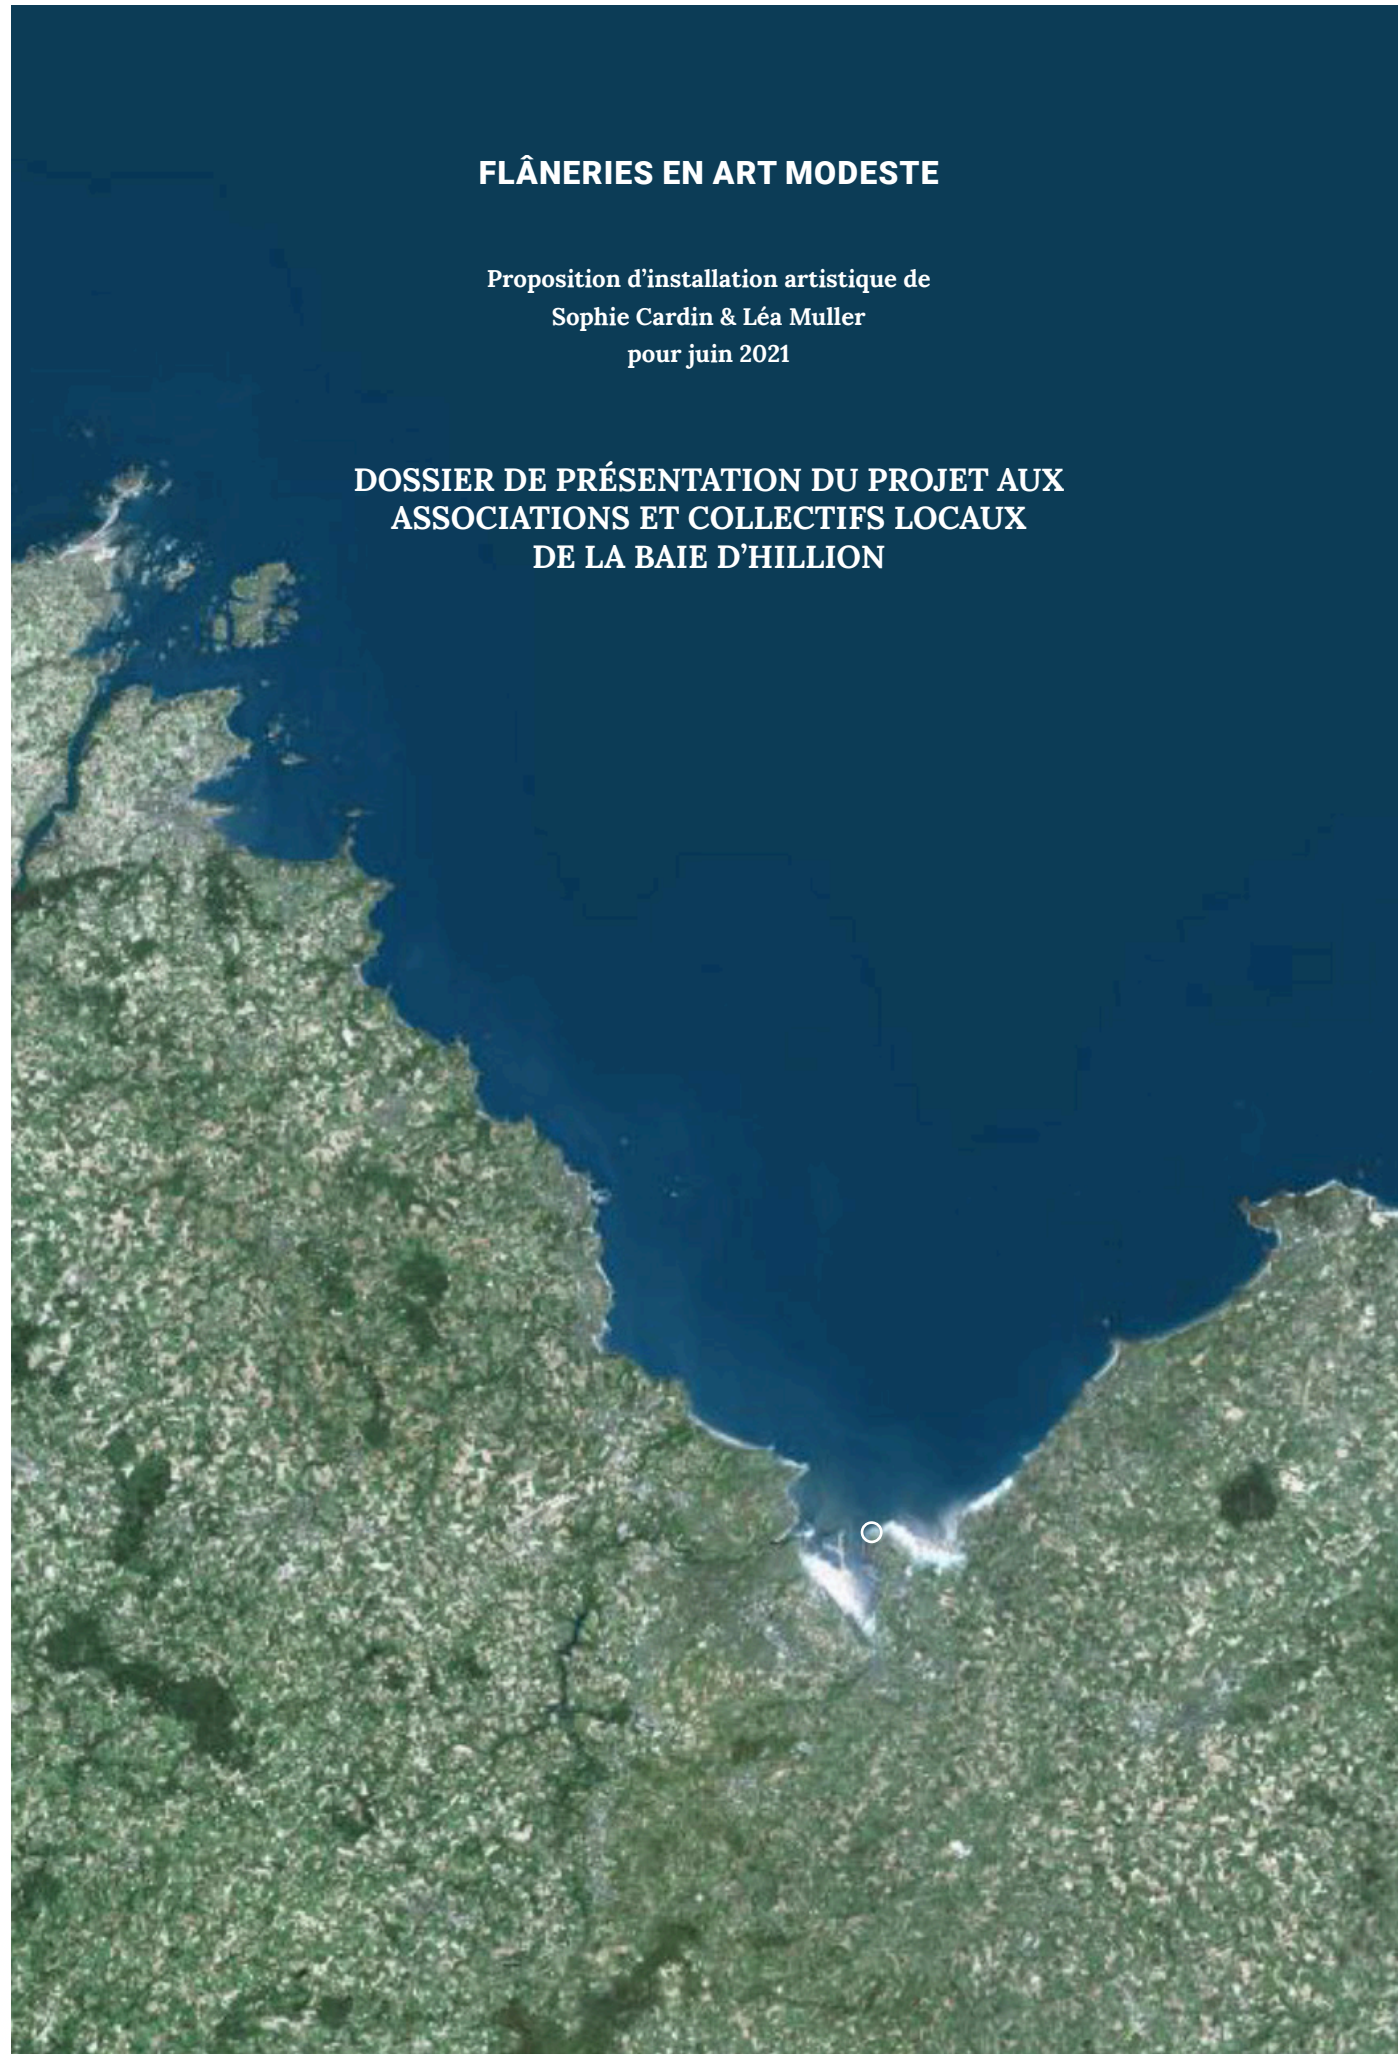 FLÂNERIES EN ART MODESTE
Proposition d’installation artistique de
Sophie Cardin & Léa Muller
pour juin 2021
DOSSIER DE PRÉSENTATION DU PROJET AUX
ASSOCIATIONS ET COLLECTIFS LOCAUX
DE LA BAIE D’HILLION